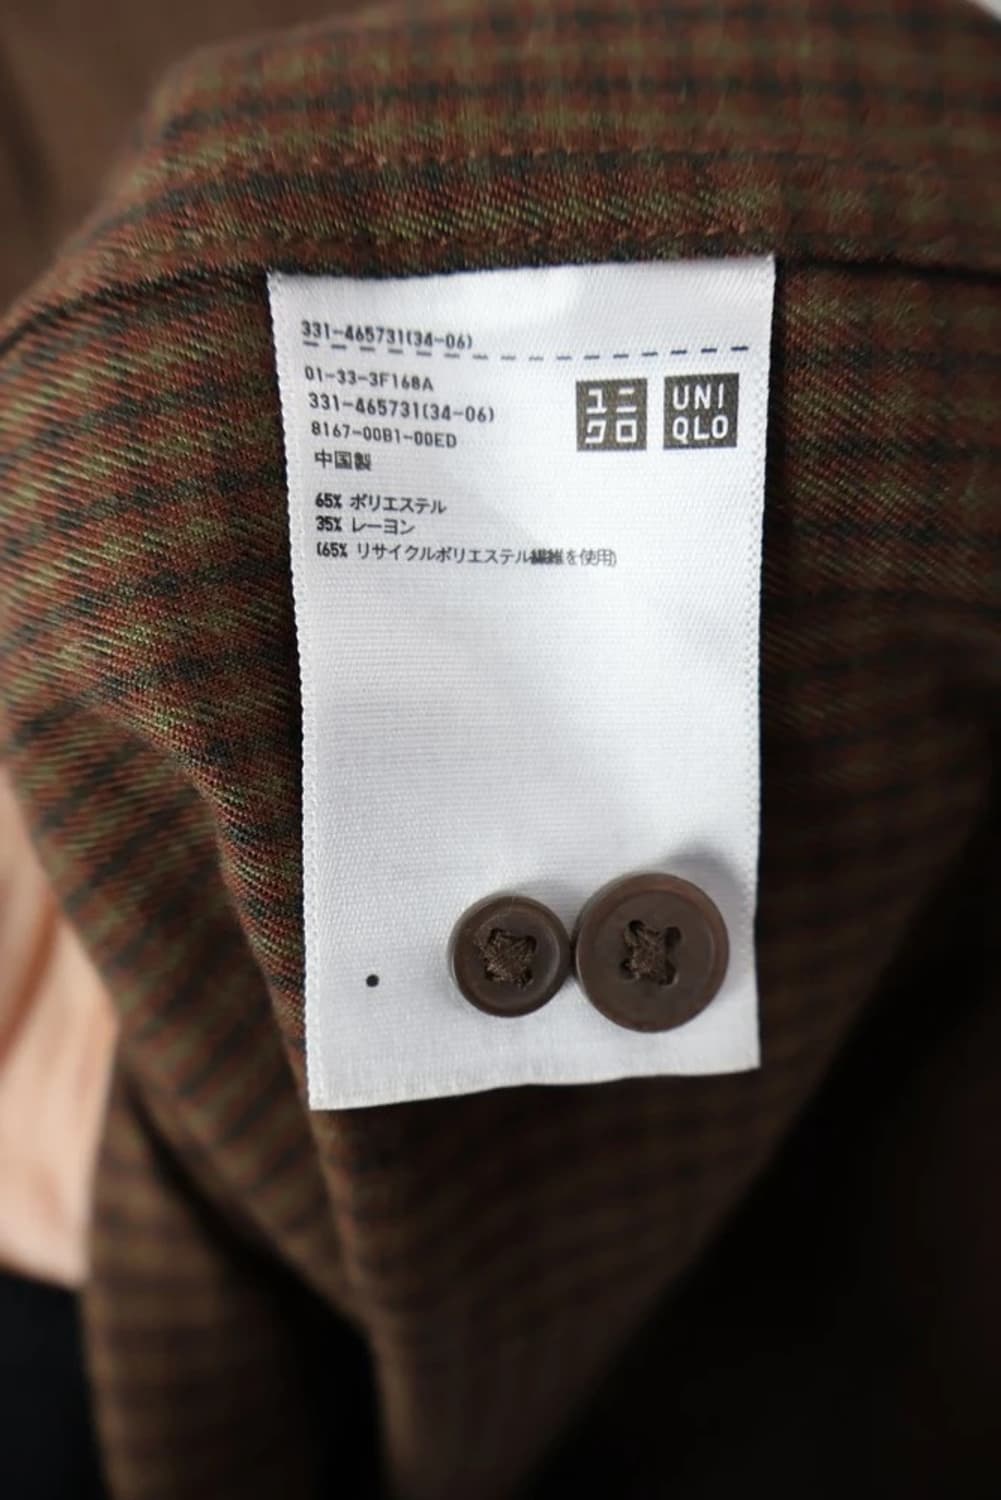 331-465731(34-06)
01-33-3F168A
331-465731(34-06)
8167-00B1-00ED
中国製
ユニ
クロ
UNI
QLO
65% ポリエステル
35% レーヨン
(65% リサイクルポリエステル繊維を使用)